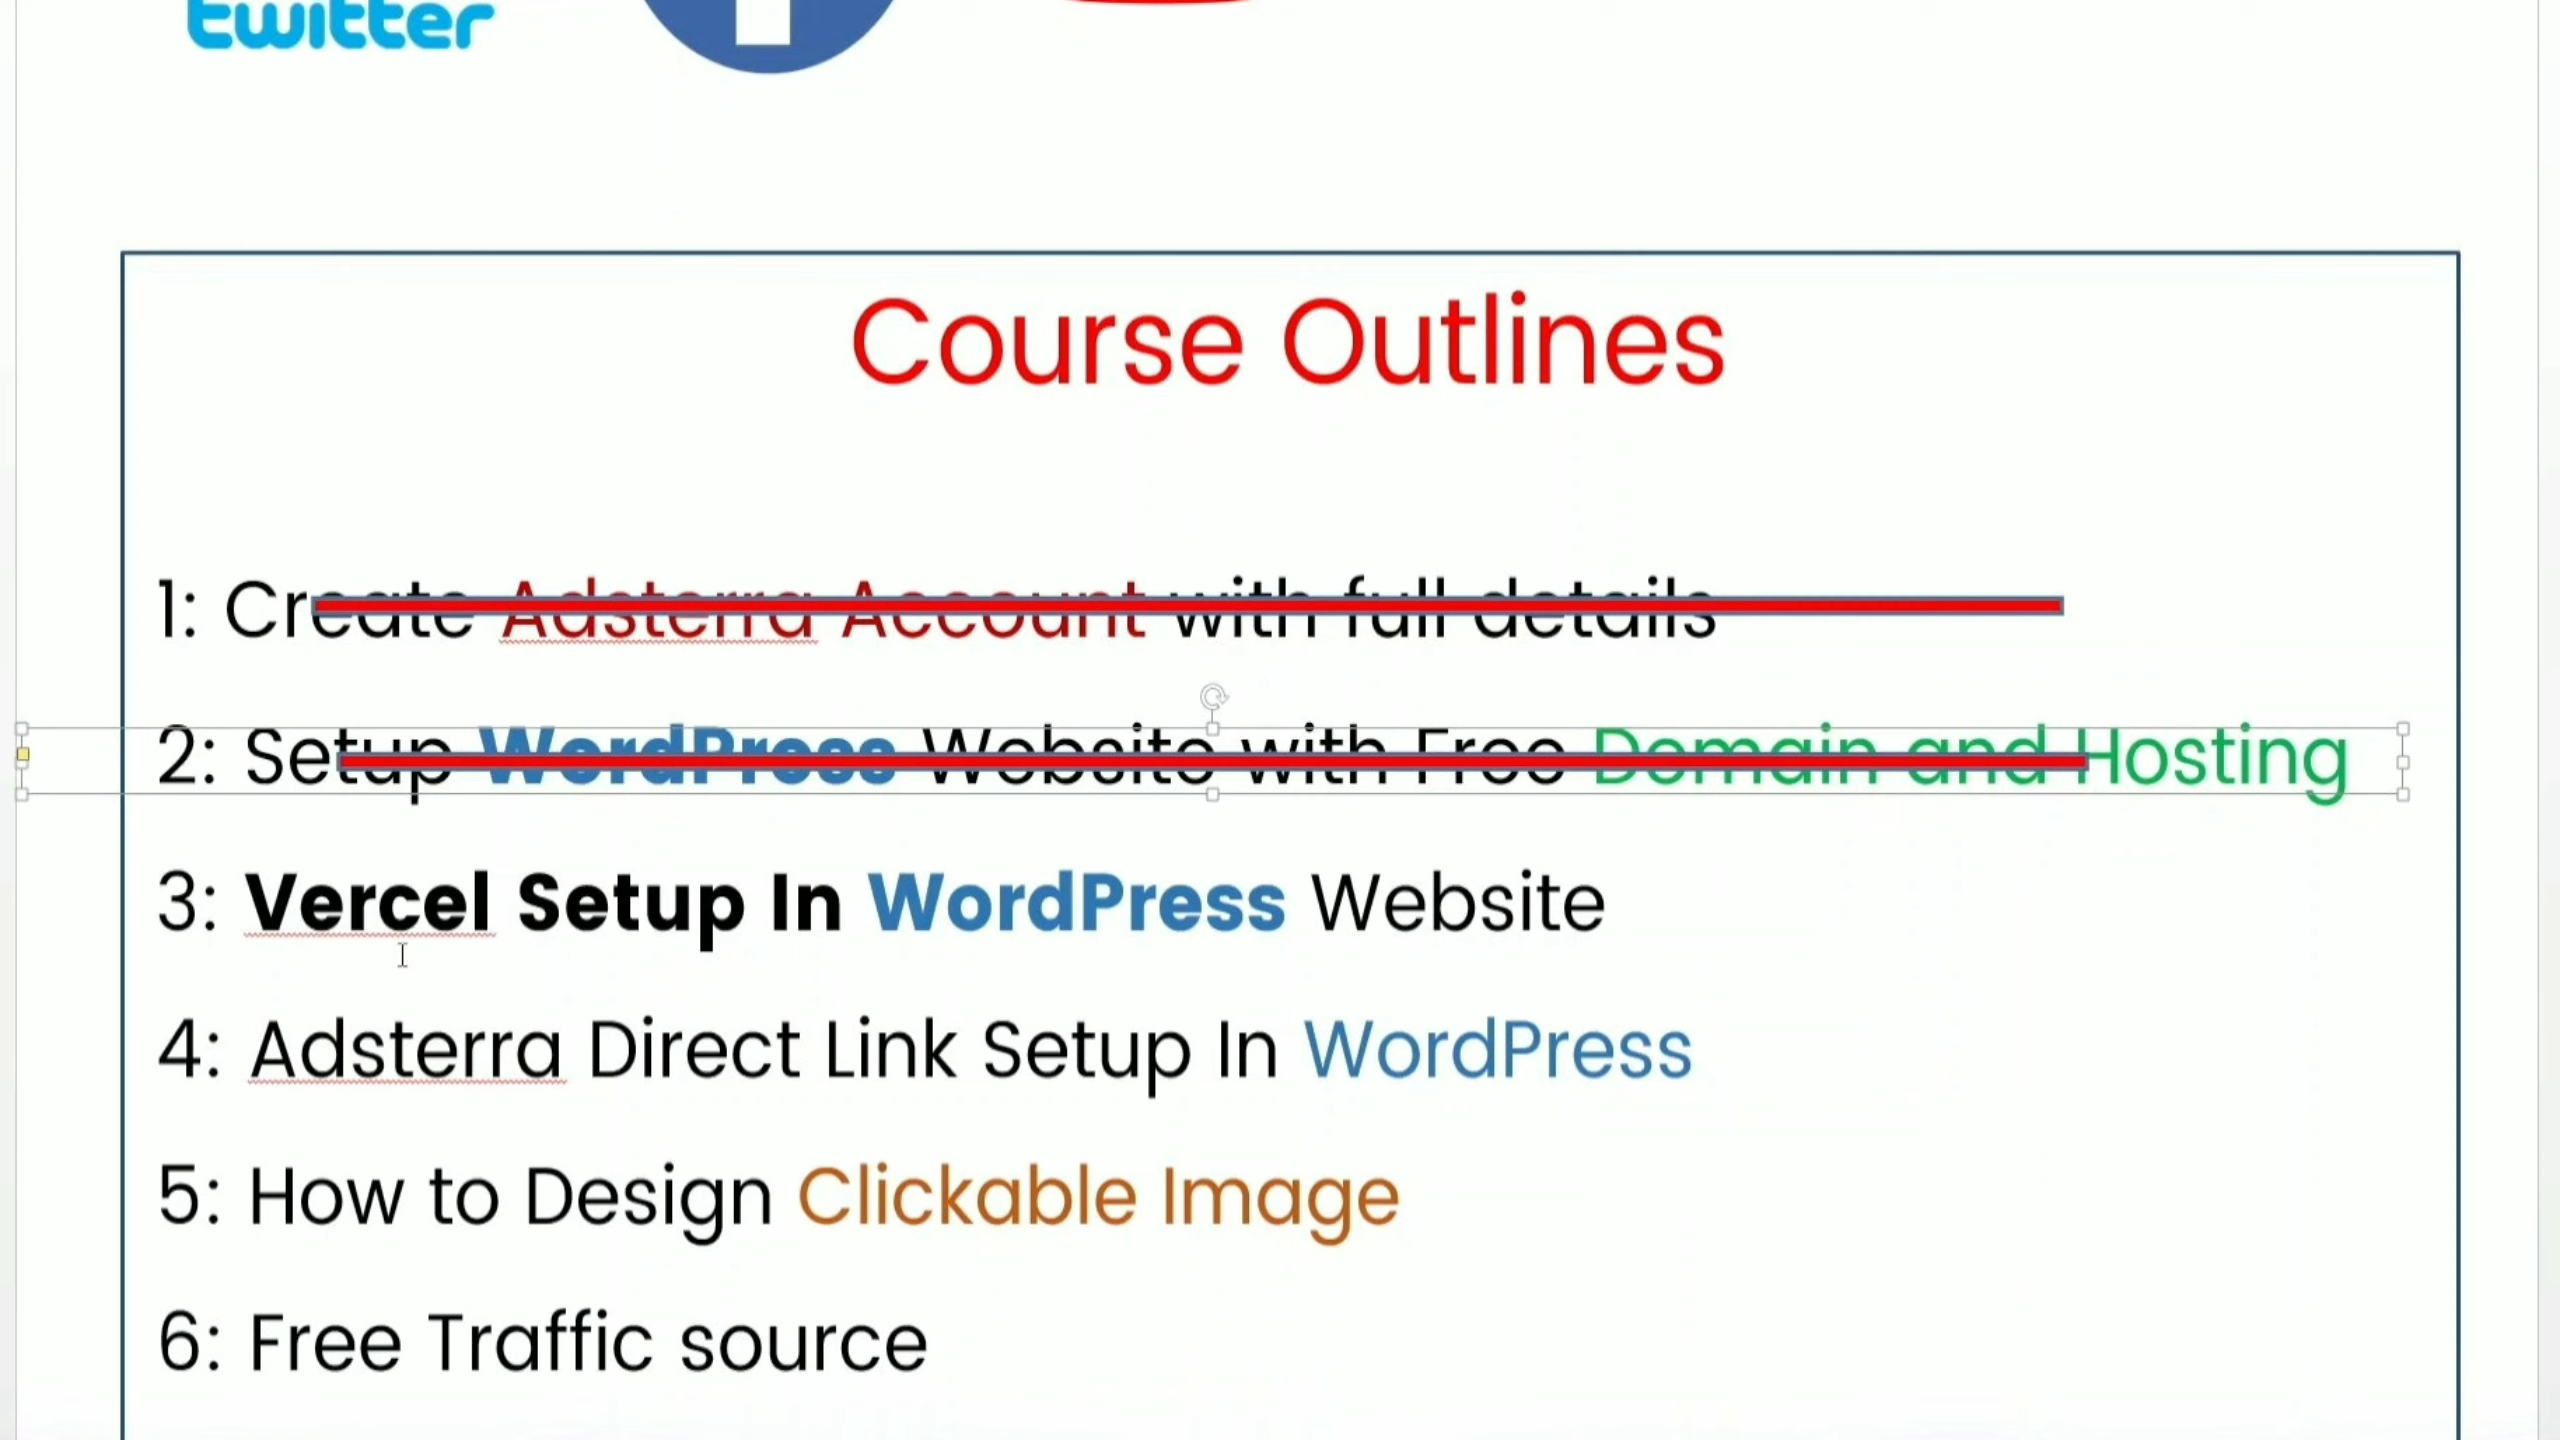 twitter
Course Outlines
1: Create Adsterra Account with full details
2: Setup WordPress Website with Free Domain and Hosting
3: Vercel Setup In WordPress Website
4: Adsterra Direct Link Setup In WordPress
5: How to Design Clickable Image
6: Free Traffic source